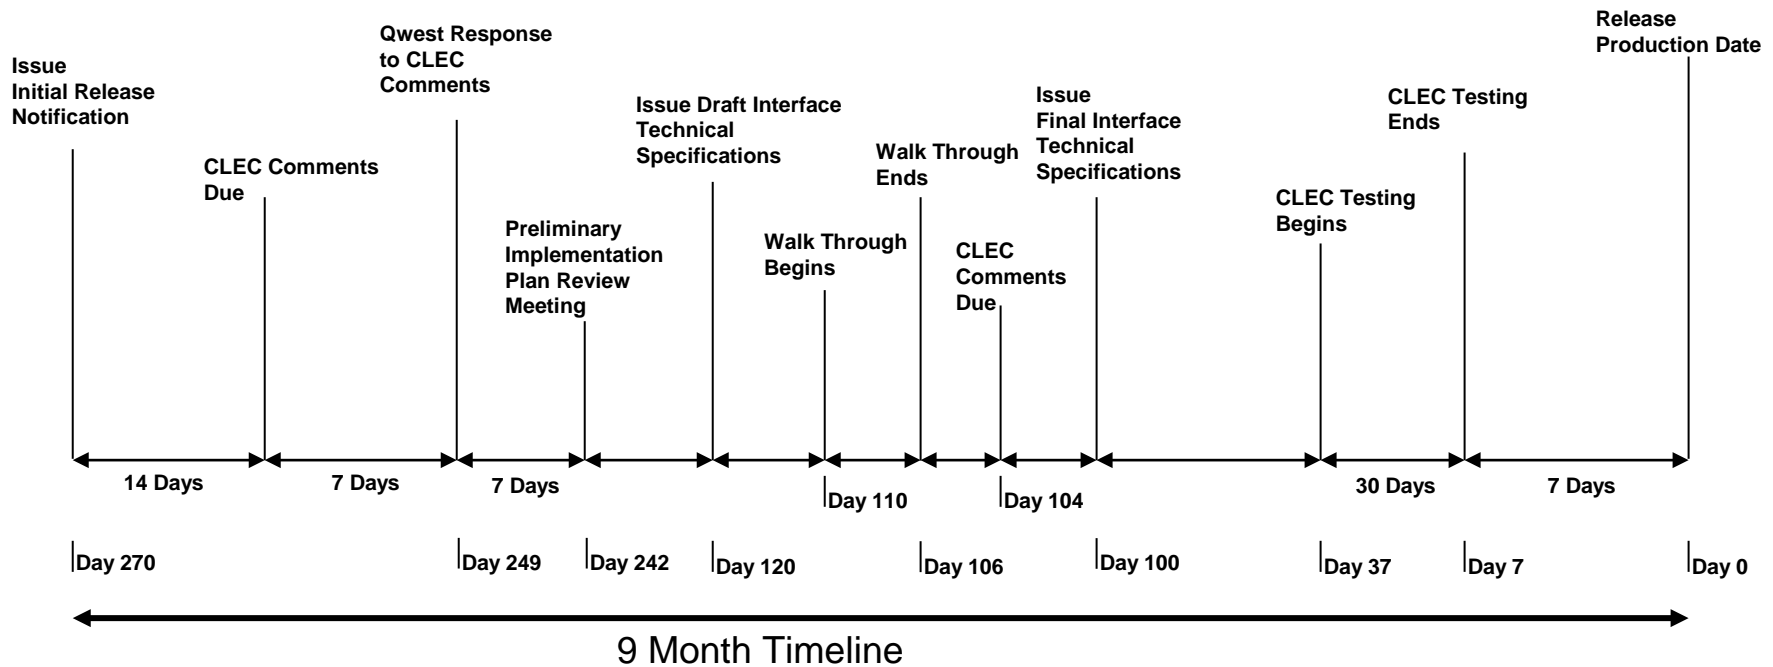 Issue
Initial Release
Notification
CLEC Comments
Due
Qwest Response
to CLEC
Comments
Preliminary
Implementation
Plan Review
Meeting
Issue Draft Interface
Technical
Specifications
Walk Through
Begins
Walk Through
Ends
CLEC
Comments
Due
Issue
Final Interface
Technical
Specifications
CLEC Testing
Begins
CLEC Testing
Ends
Release
Production Date
14 Days
7 Days
7 Days
30 Days
7 Days
Day 110
Day 104
Day 270
Day 249
Day 242
Day 120
Day 106
Day 100
Day 37
Day 7
Day 0
9 Month Timeline